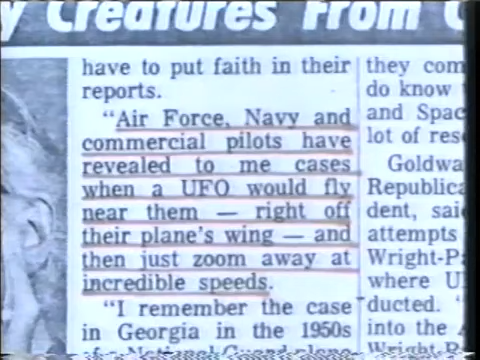 Creatures From
have to put faith in their
reports.
"Air Force, Navy and
commercial pilots have
revealed to me cases
when a UFO would fly
near them — right off
their plane's wing — and
then just zoom away at
incredible speeds.
"I remember the case
in Georgia in the 1950s
they com
do know
and Spac
lot of res
Goldwa
Republica
dent, said
attempts
Wright-P
where U
ducted.
into the
Wright-P